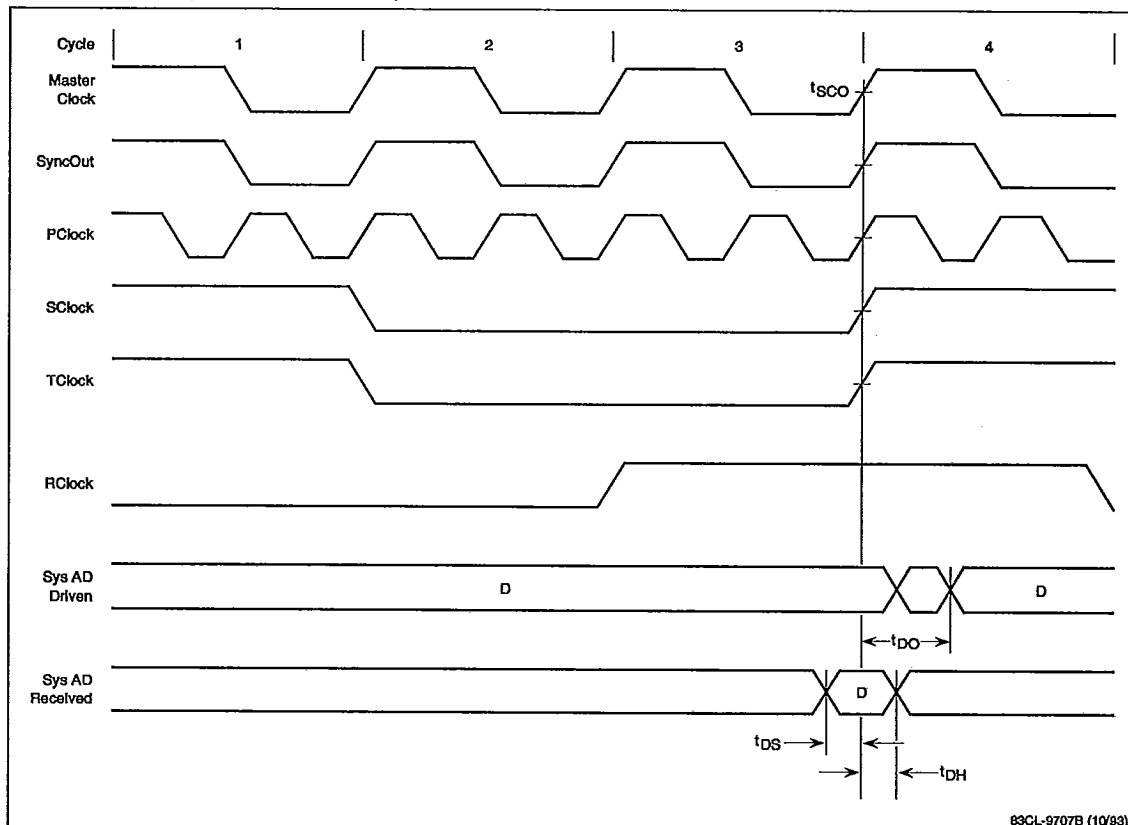 Cycle 1 2 3 4
Master
Clock
tSCO
SyncOut
PClock
SClock
TClock
RClock
Sys AD
Driven
D D
tDO
Sys AD
Received
D
tDS
tDH
83CL-9707B (10/93)